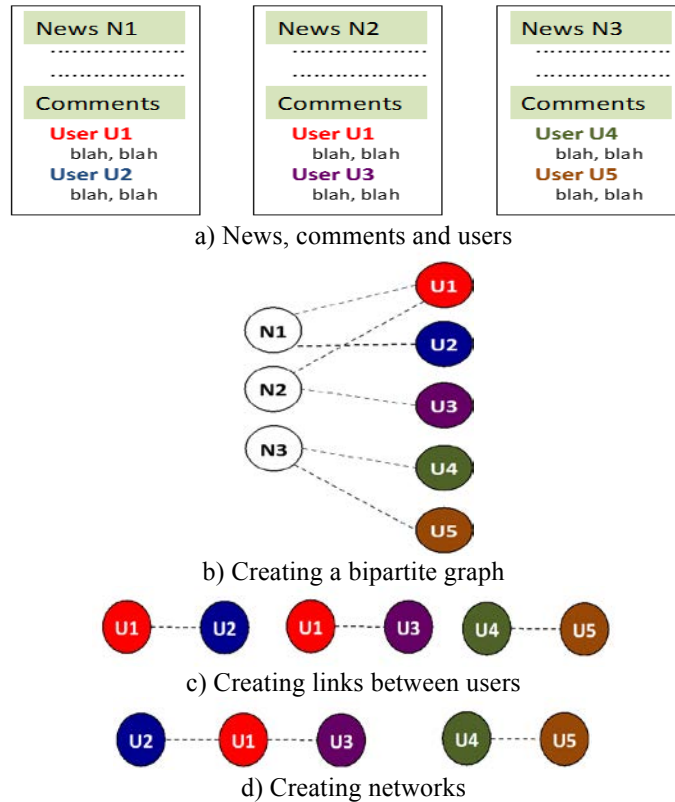 News N1 News N2 News N3
Comments Comments Comments
User U1 User U1 User U4
blah, blah blah, blah blah, blah
User U2 User U3 User U5
blah, blah blah, blah blah, blah
a) News, comments and users
U1
N1
U2
N2
U3
N3
U4
U5
b) Creating a bipartite graph
U1 U2 U1 U3 U4 U5
c) Creating links between users
U2 U1 U3 U4 U5
d) Creating networks